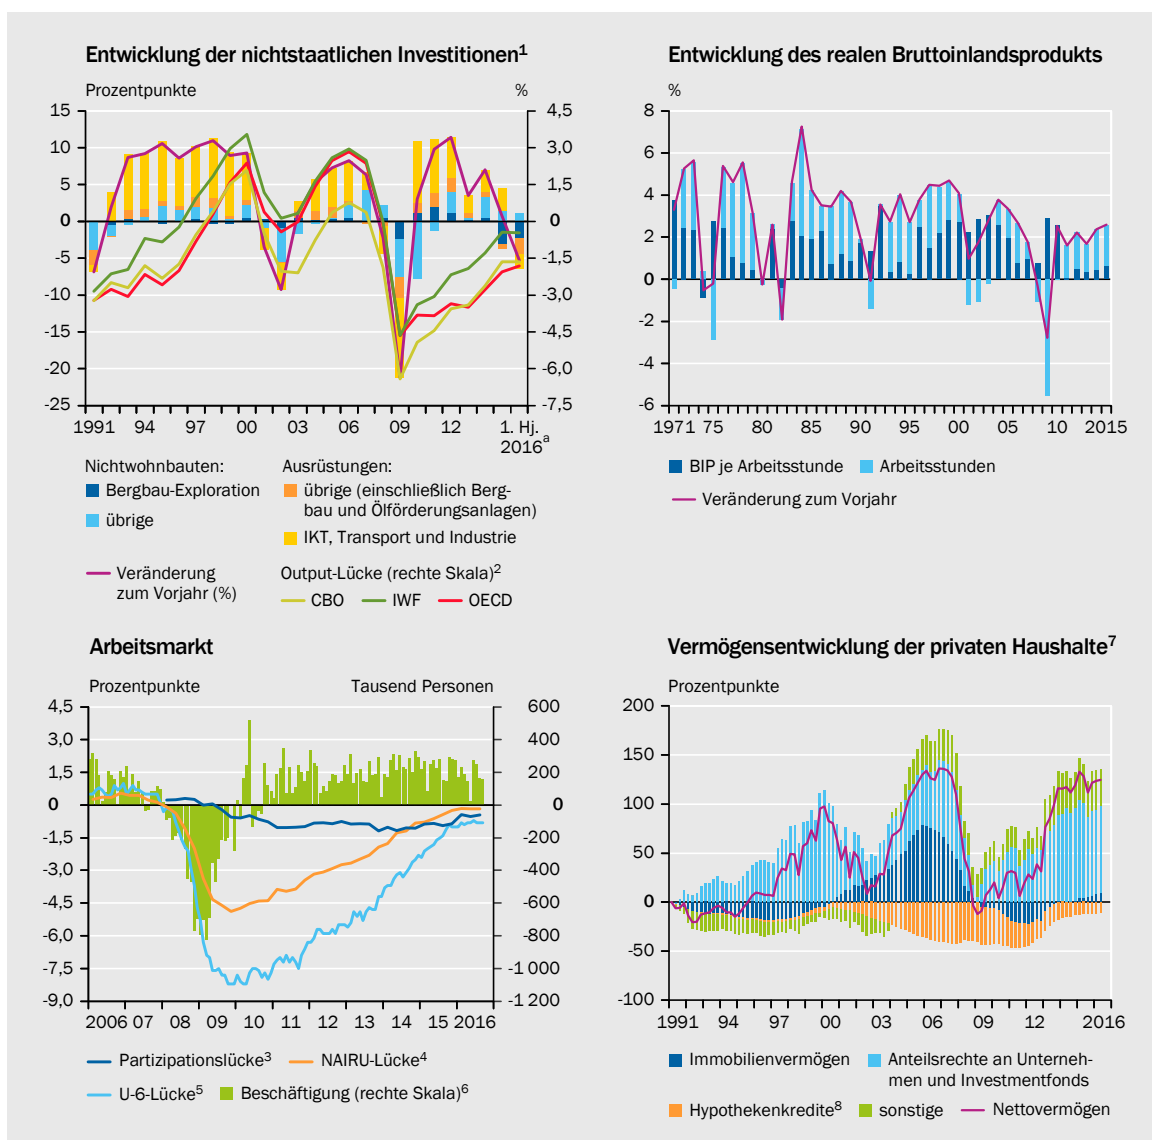 Entwicklung der nichtstaatlichen Investitionen1
Prozentpunkte %
15 4,5
10 3,0
5 1,5
0 0
-5 -1,5
-10 -3,0
-15 -4,5
-20 -6,0
-25 -7,5
1991 94 97 00 03 06 09 12 1. Hj.
2016a
Nichtwohnbauten:
Bergbau-Exploration
übrige
Ausrüstungen:
übrige (einschließlich Berg-
bau und Ölförderungsanlagen)
IKT, Transport und Industrie
Veränderung
zum Vorjahr (%)
Output-Lücke (rechte Skala)2
CBO IWF OECD
Entwicklung des realen Bruttoinlandsprodukts
%
8
6
4
2
0
-2
-4
-6
1971 75 80 85 90 95 00 05 10 2015
BIP je Arbeitsstunde Arbeitsstunden
Veränderung zum Vorjahr
Arbeitsmarkt
Prozentpunkte Tausend Personen
4,5 600
3,0 400
1,5 200
0 0
-1,5 -200
-3,0 -400
-4,5 -600
-6,0 -800
-7,5 -1 000
-9,0 -1 200
2006 07 08 09 10 11 12 13 14 15 2016
Partizipationslücke3 NAIRU-Lücke4
U-6-Lücke5 Beschäftigung (rechte Skala)6
Vermögensentwicklung der privaten Haushalte7
Prozentpunkte
200
150
100
50
0
-50
-100
1991 94 97 00 03 06 09 12 2016
Immobilienvermögen Anteilsrechte an Unterneh-
men und Investmentfonds
Hypothekenkredite8 sonstige Nettovermögen